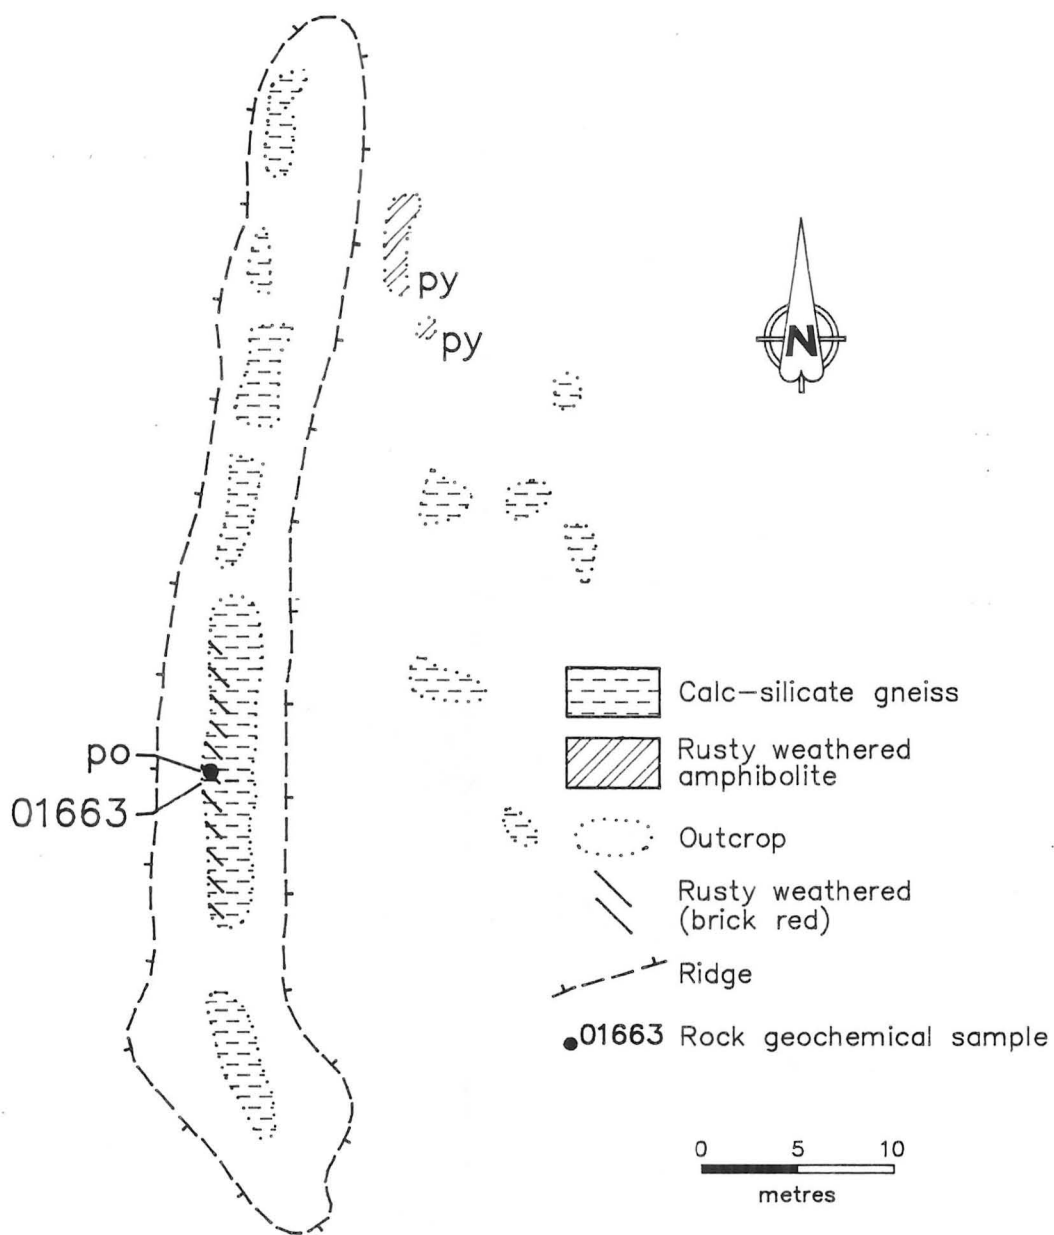 py
py
N
po
01663
Calc-silicate gneiss
Rusty weathered
amphibolite
Outcrop
Rusty weathered
(brick red)
Ridge
01663 Rock geochemical sample
0 5 10
metres